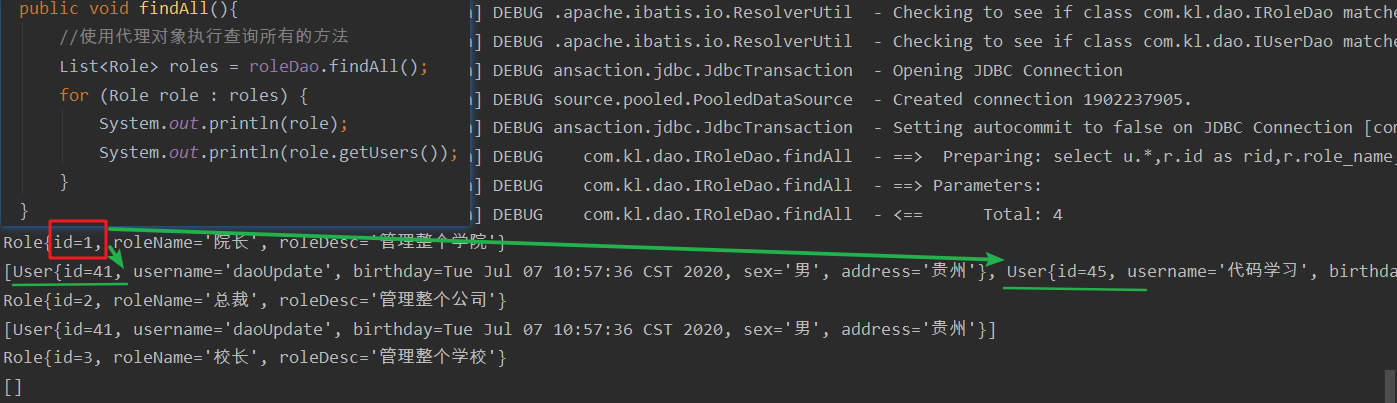 public void findAll(){
//使用代理对象执行查询所有的方法
List<Role> roles = roleDao.findAll();
for (Role role : roles) {
System.out.println(role);
System.out.println(role.getUsers());
}
}
] DEBUG .apache.ibatis.io.ResolverUtil  - Checking to see if class com.kl.dao.IRoleDao matche
] DEBUG .apache.ibatis.io.ResolverUtil  - Checking to see if class com.kl.dao.IUserDao matche
] DEBUG ansaction.jdbc.JdbcTransaction  - Opening JDBC Connection
] DEBUG source.pooled.PooledDataSource  - Created connection 1902237905.
] DEBUG ansaction.jdbc.JdbcTransaction  - Setting autocommit to false on JDBC Connection [con
] DEBUG    com.kl.dao.IRoleDao.findAll  - ==>  Preparing: select u.*,r.id as rid,r.role_name,
] DEBUG    com.kl.dao.IRoleDao.findAll  - ==> Parameters:
] DEBUG    com.kl.dao.IRoleDao.findAll  - <==      Total: 4
Role{id=1, roleName='院长', roleDesc='管理整个学院'}
[User{id=41, username='daoUpdate', birthday=Tue Jul 07 10:57:36 CST 2020, sex='男', address='贵州'}, User{id=45, username='代码学习', birthda
Role{id=2, roleName='总裁', roleDesc='管理整个公司'}
[User{id=41, username='daoUpdate', birthday=Tue Jul 07 10:57:36 CST 2020, sex='男', address='贵州'}]
Role{id=3, roleName='校长', roleDesc='管理整个学校'}
[]